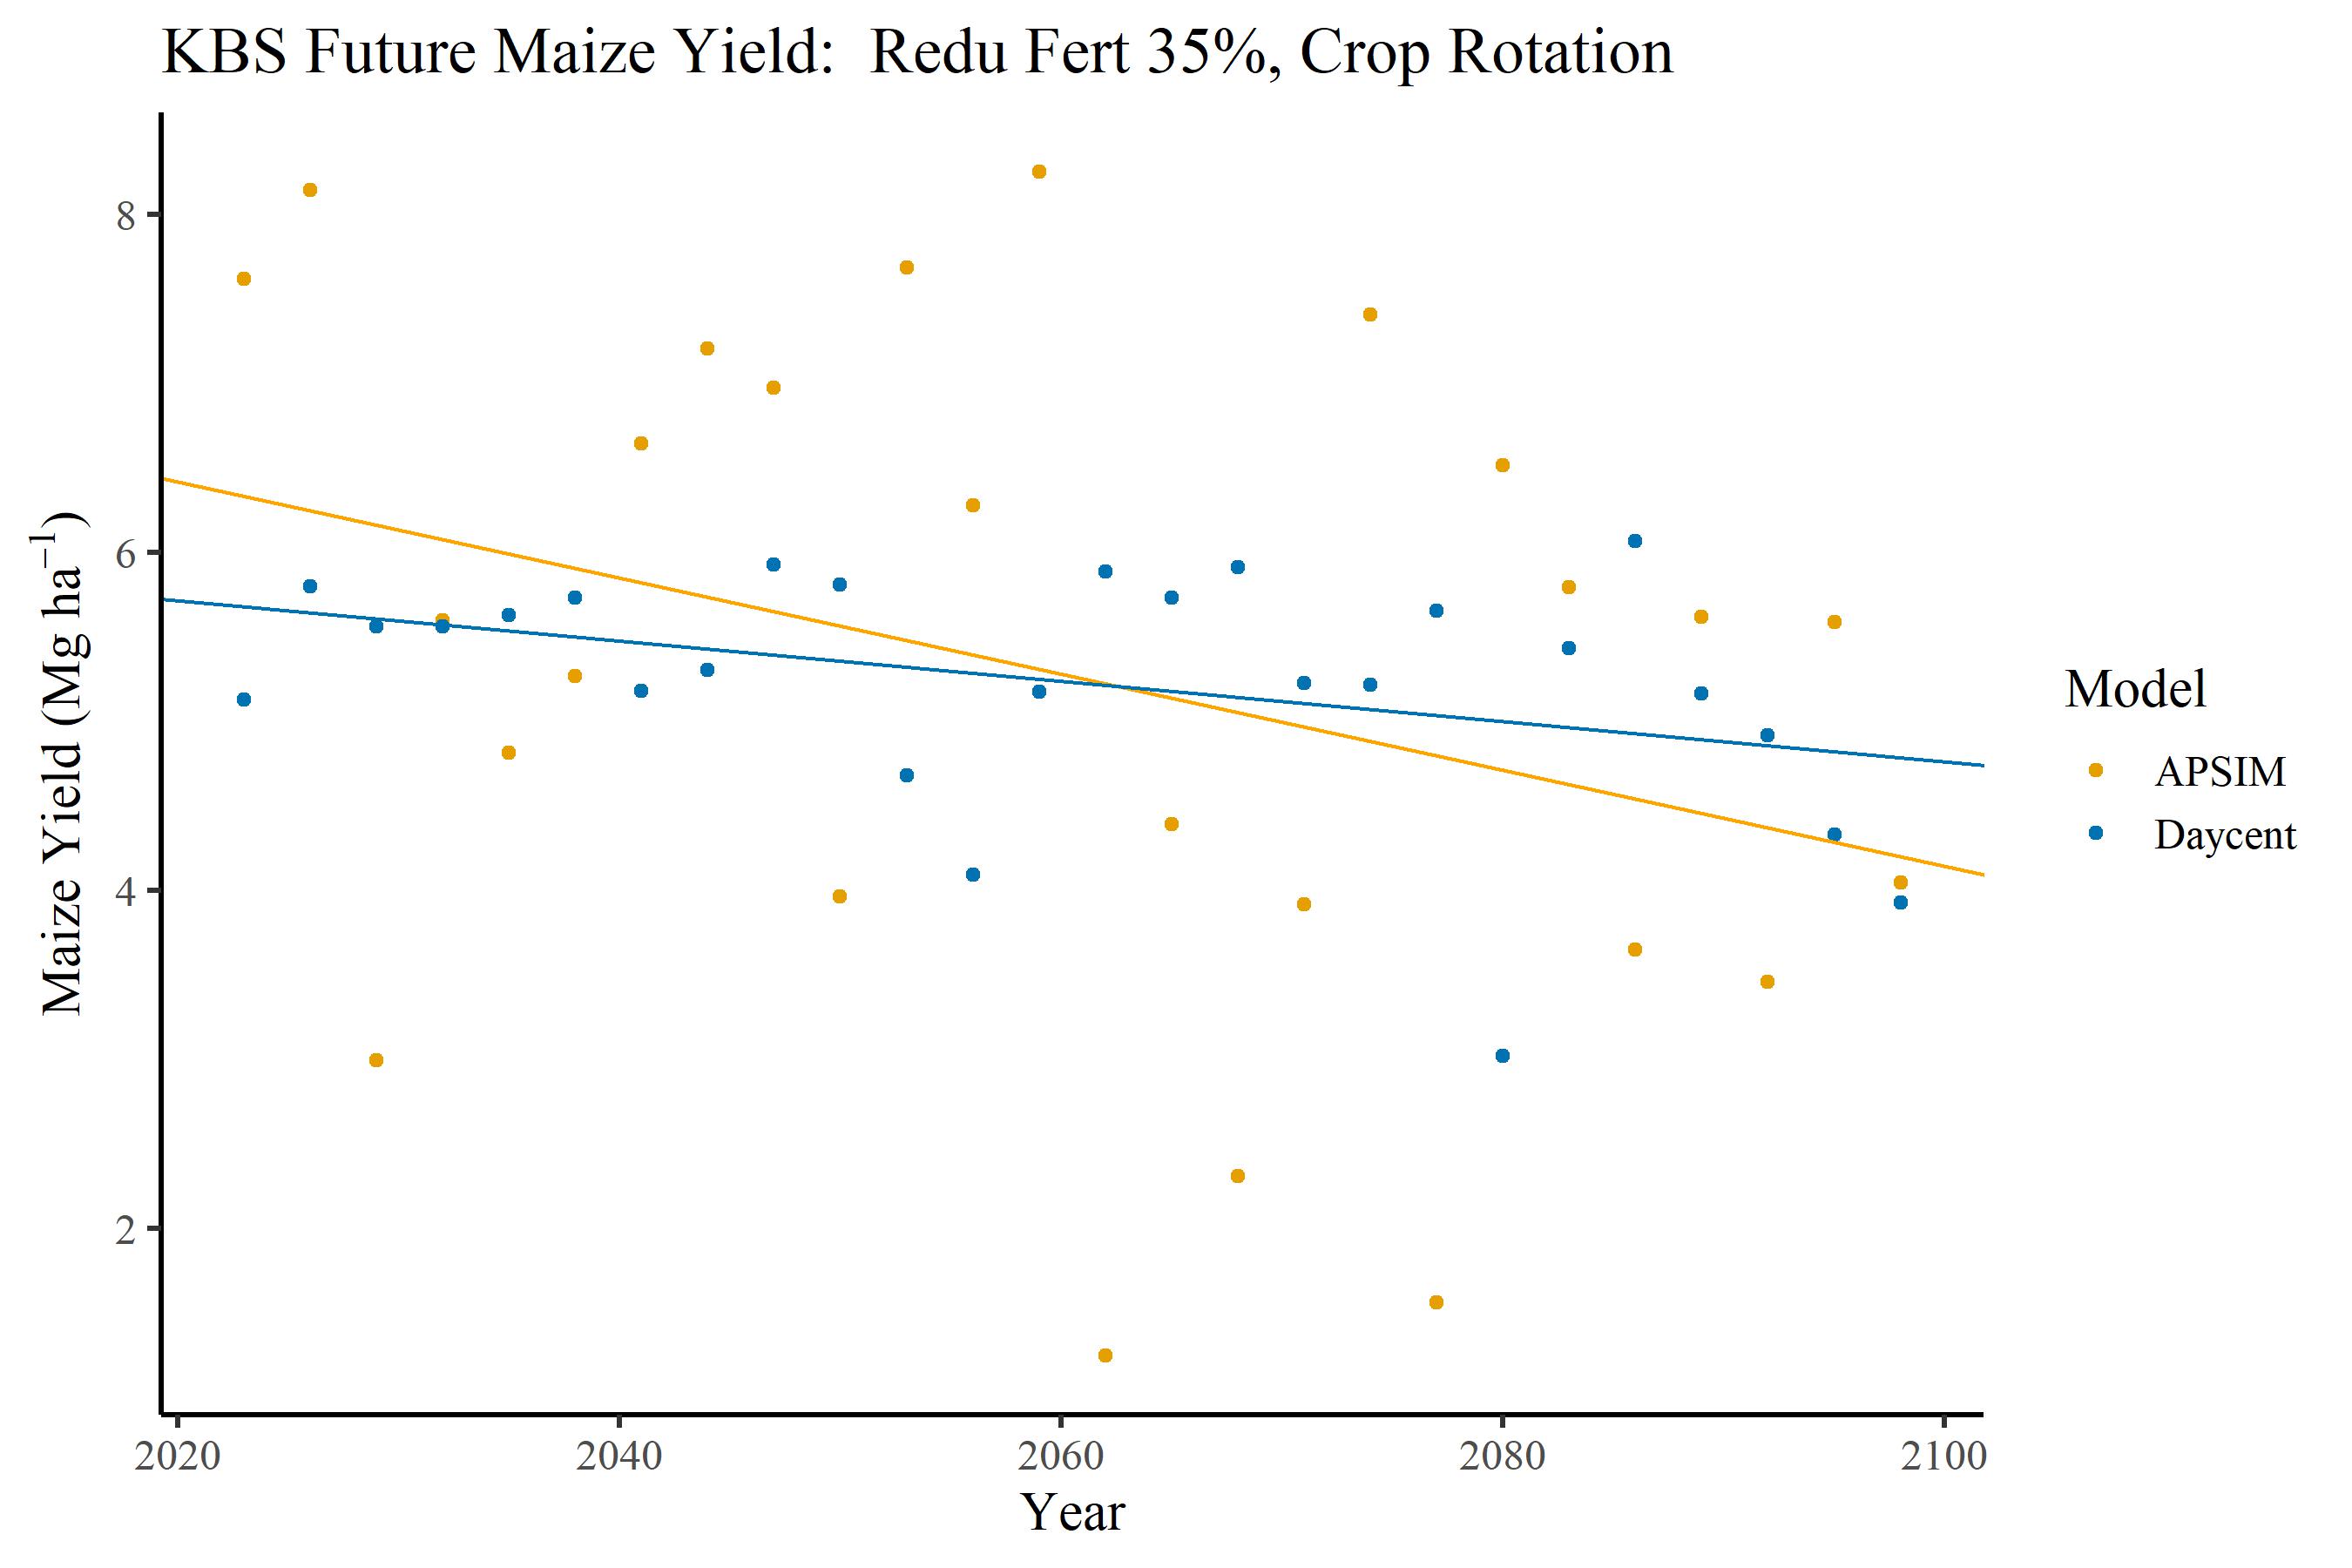 KBS Future Maize Yield:  Redu Fert 35%, Crop Rotation
Maize Yield (Mg ha⁻¹)
8
6
4
2
2020 2040 2060 2080 2100
Year
Model
APSIM
Daycent